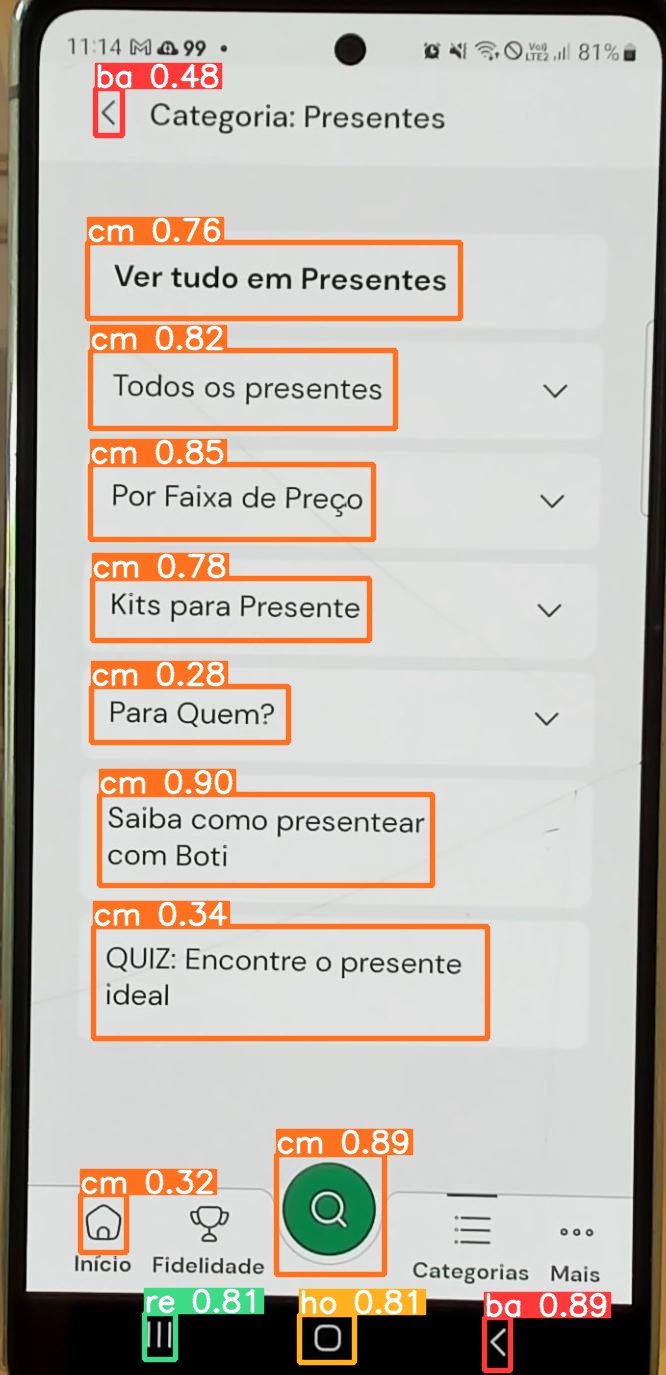 11:14 99
Vo))
LTE2 81%
ba 0.48
Categoria: Presentes
cm 0.76
Ver tudo em Presentes
cm 0.82
Todos os presentes
cm 0.85
Por Faixa de Preço
cm 0.78
Kits para Presente
cm 0.28
Para Quem?
cm 0.90
Saiba como presentear
com Boti
cm 0.34
QUIZ: Encontre o presente
ideal
cm 0.89
cm 0.32
Início Fidelidade Categorias Mais
re 0.81 ho 0.81 ba 0.89